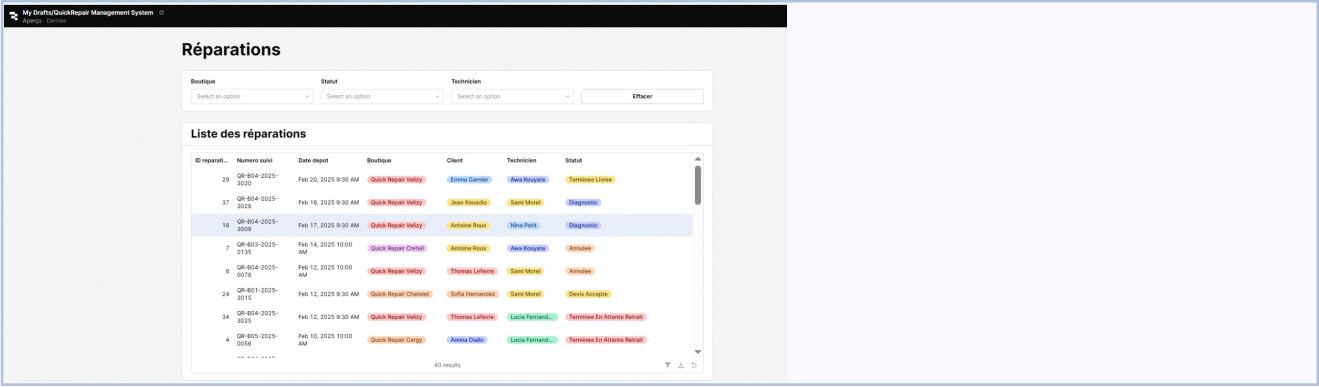 My Drafts/QuickRepair Management System
Aperçu Dernier
Réparations
Boutique Statut Technicien
Select an option Select an option Select an option Effacer
Liste des réparations
ID reparati... Numero suivi Date depot Boutique Client Technicien Statut
29 QR-B04-2025-3020 Feb 20, 2025 9:30 AM Quick Repair Velizy Emma Garnier Awa Kouyate Terminee Livree
37 QR-B04-2025-3028 Feb 18, 2025 9:30 AM Quick Repair Velizy Jean Kouadio Sami Morel Diagnostic
18 QR-B04-2025-3009 Feb 17, 2025 9:30 AM Quick Repair Velizy Antoine Roux Nina Petit Diagnostic
7 QR-B03-2025-0135 Feb 14, 2025 10:00 AM Quick Repair Creteil Antoine Roux Awa Kouyate Annulee
6 QR-B04-2025-0078 Feb 12, 2025 10:00 AM Quick Repair Velizy Thomas Lefevre Sami Morel Annulee
24 QR-B01-2025-3015 Feb 12, 2025 9:30 AM Quick Repair Chatelet Sofia Hernandez Sami Morel Devis Accepte
34 QR-B04-2025-3025 Feb 12, 2025 9:30 AM Quick Repair Velizy Thomas Lefevre Lucia Fernand... Terminee En Attente Retrait
4 QR-B05-2025-0056 Feb 10, 2025 10:00 AM Quick Repair Cergy Amina Diallo Lucia Fernand... Terminee En Attente Retrait
40 results